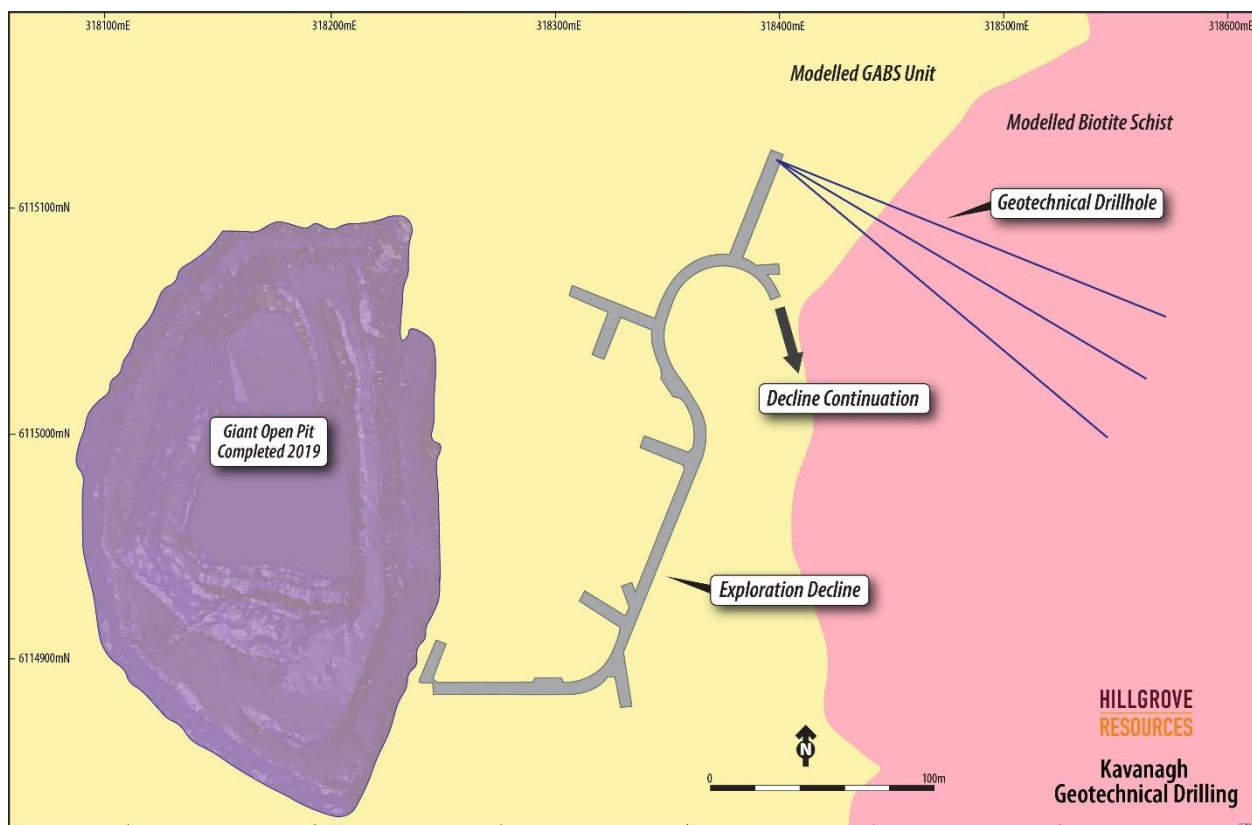 318100mE
318200mE
318300mE
318400mE
318500mE
318600mE
Modelled GABS Unit
Modelled Biotite Schist
6115100mN
Geotechnical Drillhole
Decline Continuation
Giant Open Pit
Completed 2019
6115000mN
Exploration Decline
6114900mN
N
0
100m
HILLGROVE
RESOURCES
Kavanagh
Geotechnical Drilling